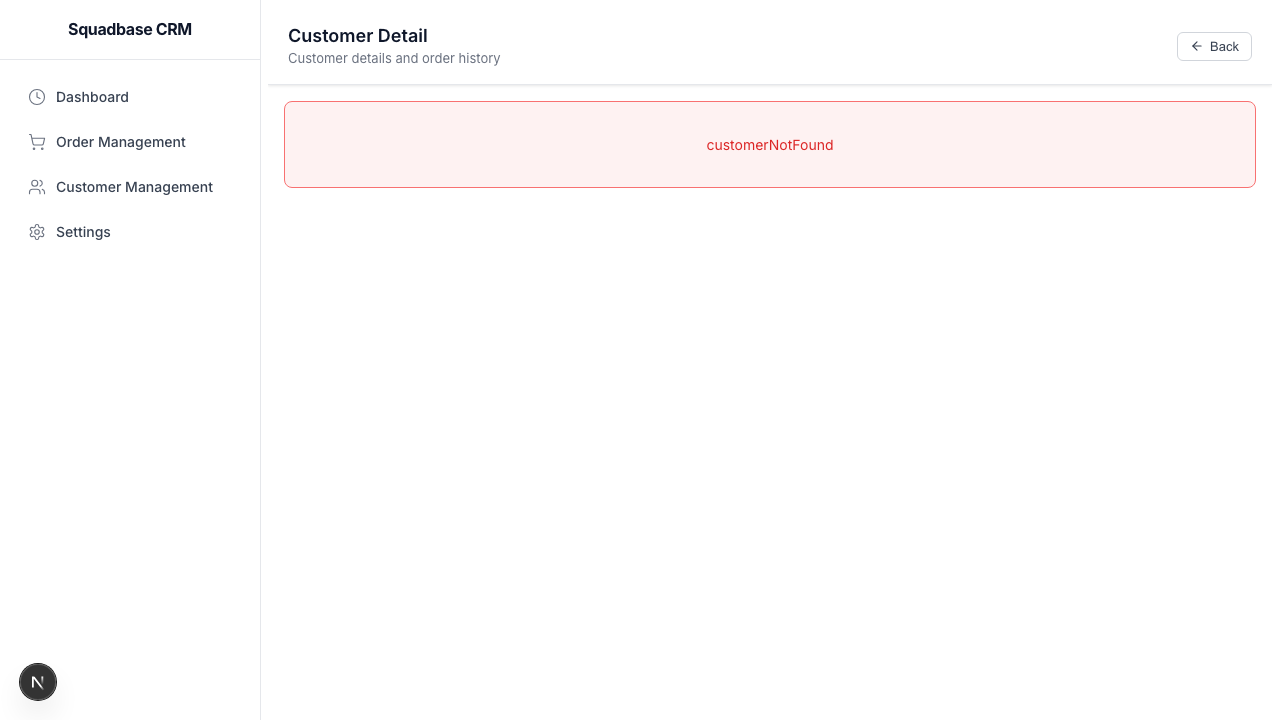 Squadbase CRM
Dashboard
Order Management
Customer Management
Settings
Customer Detail
Customer details and order history
Back
customerNotFound
N